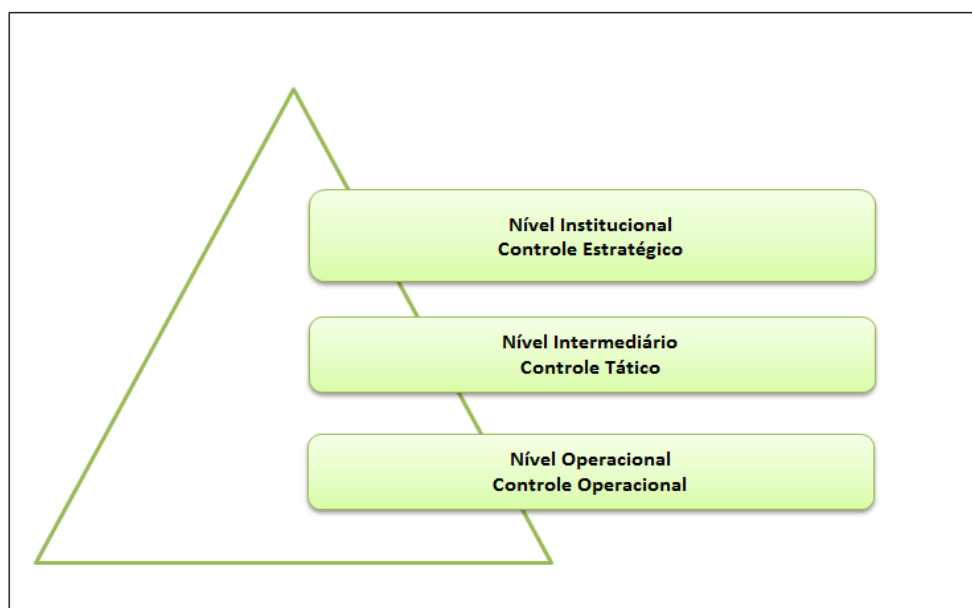 Nível Institucional
Controle Estratégico
Nível Intermediário
Controle Tático
Nível Operacional
Controle Operacional